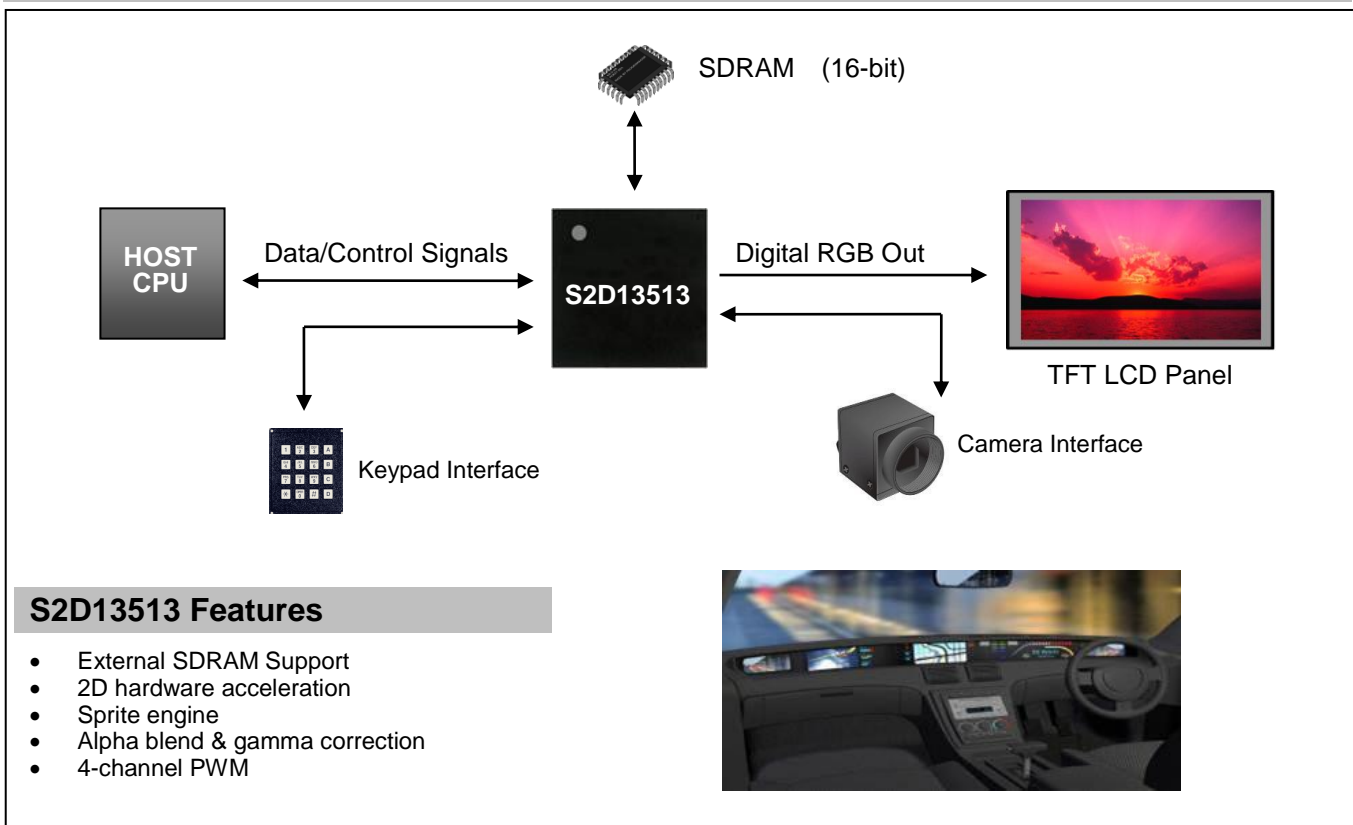 SDRAM (16-bit)
HOST
CPU
Data/Control Signals
S2D13513
Digital RGB Out
TFT LCD Panel
Keypad Interface
Camera Interface
S2D13513 Features
• External SDRAM Support
• 2D hardware acceleration
• Sprite engine
• Alpha blend & gamma correction
• 4-channel PWM